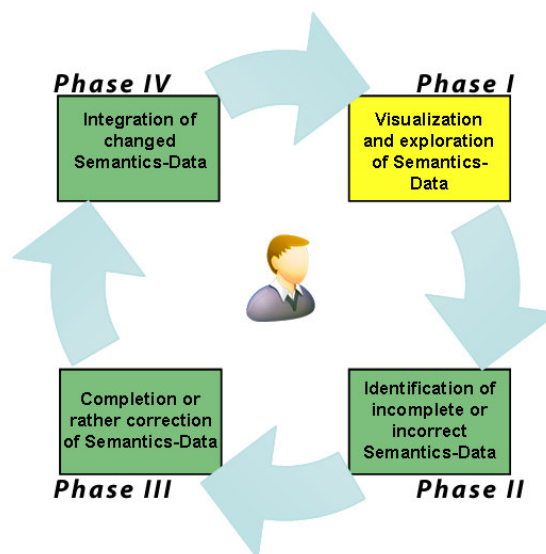 Phase IV
Integration of
changed
Semantics-Data
Phase I
Visualization
and exploration
of Semantics-
Data
Completion or
rather correction
of Semantics-Data
Phase III
Identification of
incomplete or
incorrect
Semantics-Data
Phase II